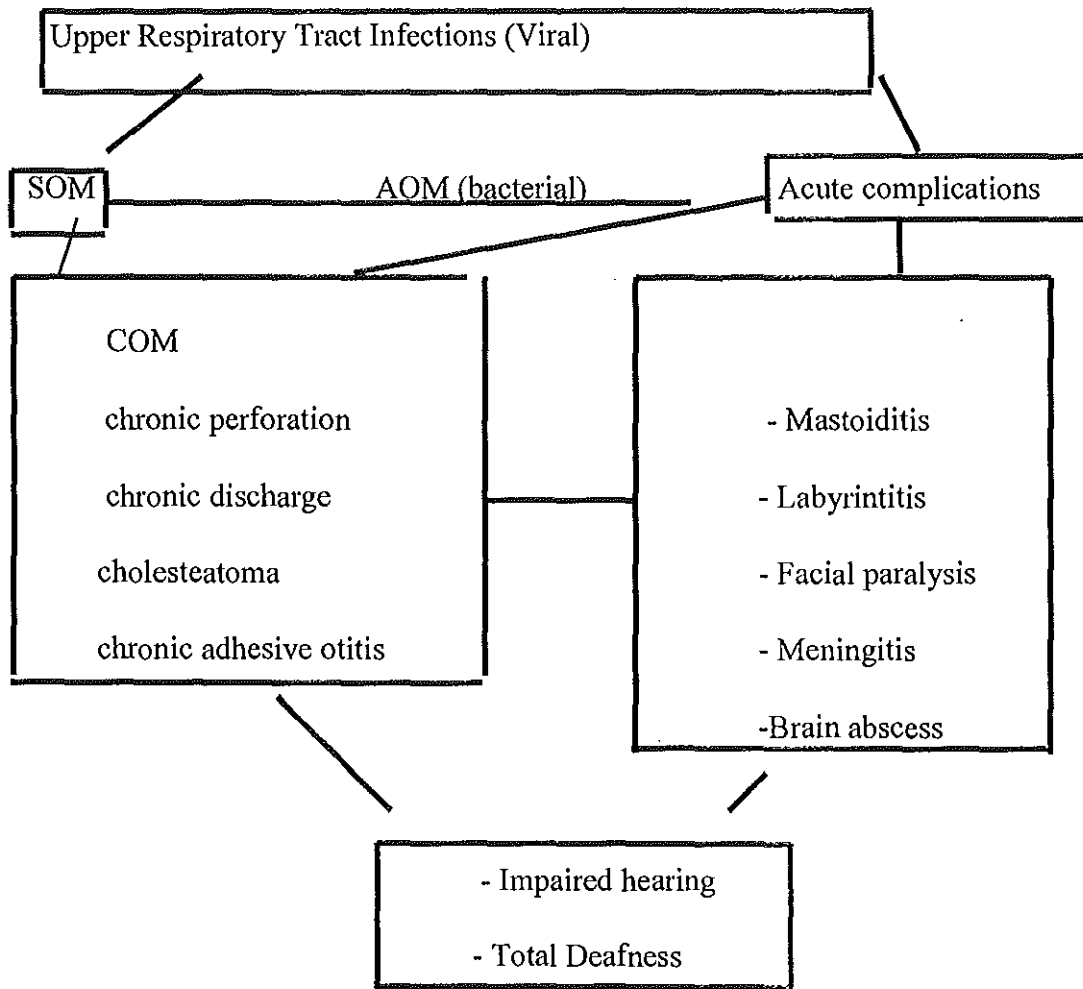 Upper Respiratory Tract Infections (Viral)
SOM
AOM (bacterial)
Acute complications
COM
chronic perforation
chronic discharge
cholesteatoma
chronic adhesive otitis
- Mastoiditis
- Labyrintitis
- Facial paralysis
- Meningitis
-Brain abscess
- Impaired hearing
- Total Deafness